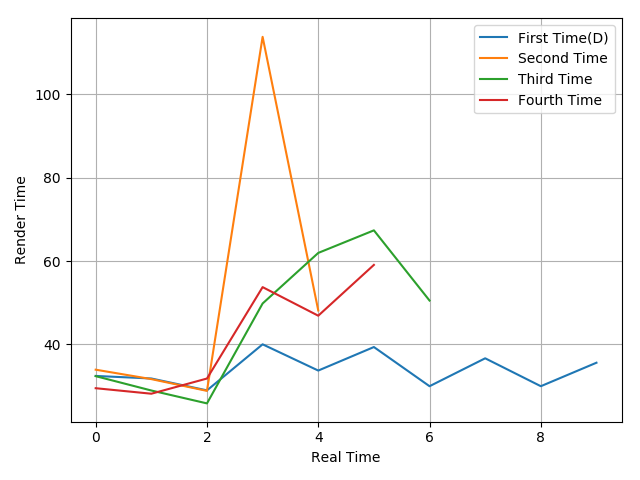 First Time(D)
Second Time
Third Time
Fourth Time
100
80
60
40
Render Time
0 2 4 6 8
Real Time